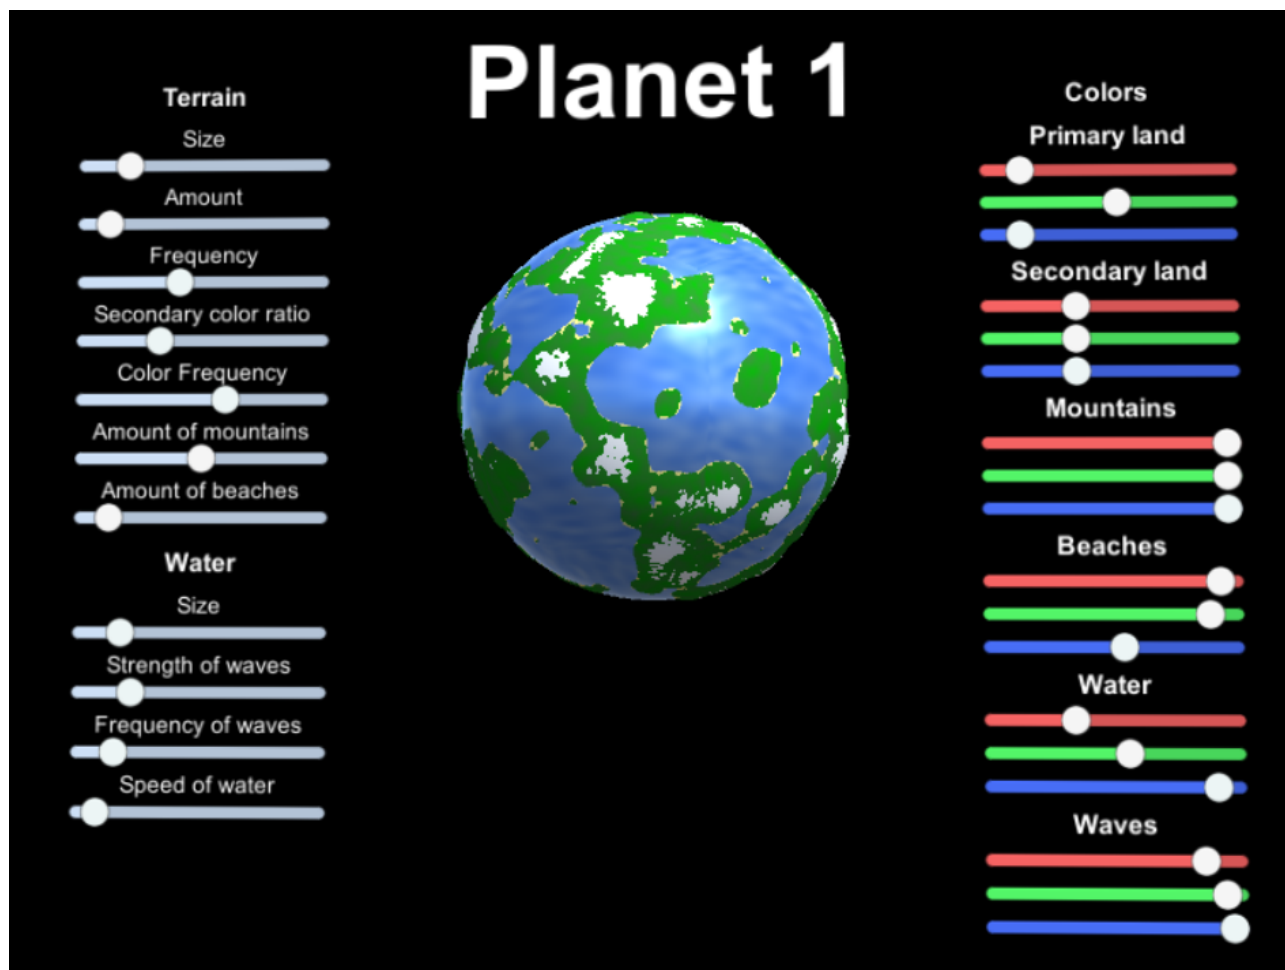 Planet 1
Terrain
Size
Amount
Frequency
Secondary color ratio
Color Frequency
Amount of mountains
Amount of beaches
Water
Size
Strength of waves
Frequency of waves
Speed of water
Colors
Primary land
Secondary land
Mountains
Beaches
Water
Waves